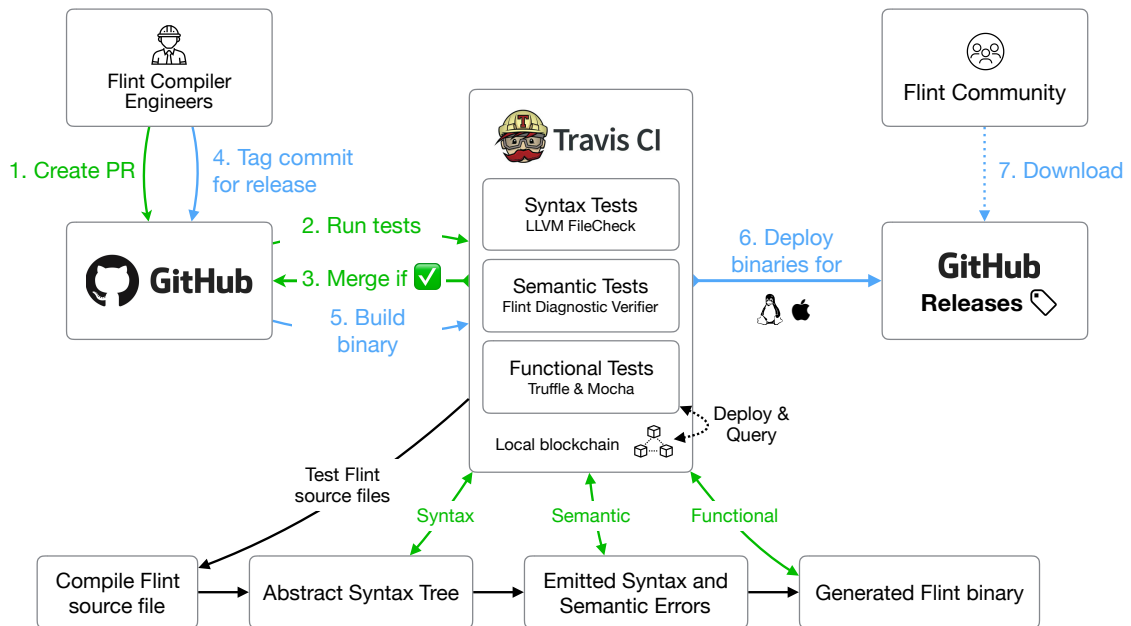 Flint Compiler
Engineers
Flint Community
1. Create PR
4. Tag commit
for release
7. Download
T
Travis CI
Syntax Tests
LLVM FileCheck
2. Run tests
GitHub
3. Merge if ✅
5. Build
binary
Semantic Tests
Flint Diagnostic Verifier
6. Deploy
binaries for
GitHub
Releases
Functional Tests
Truffle & Mocha
Deploy &
Query
Local blockchain
Test Flint
source files
Syntax
Semantic
Functional
Compile Flint
source file
Abstract Syntax Tree
Emitted Syntax and
Semantic Errors
Generated Flint binary